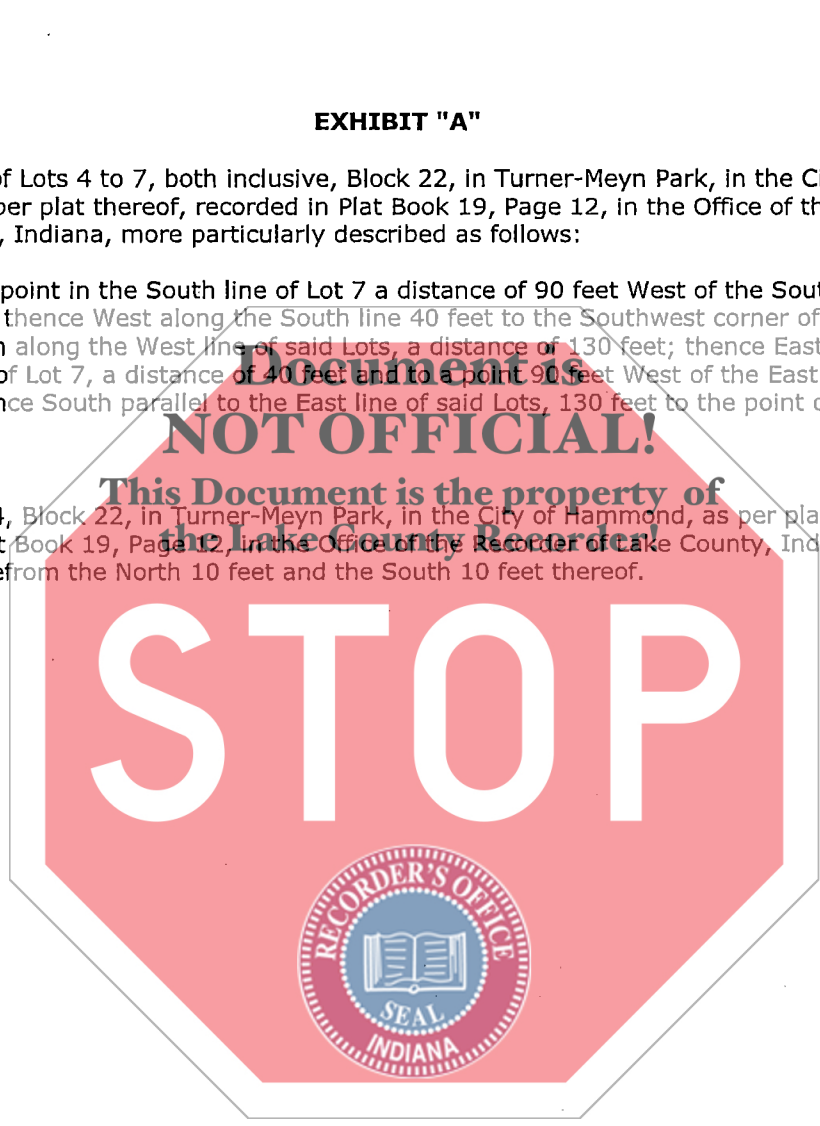 EXHIBIT "A"
of Lots 4 to 7, both inclusive, Block 22, in Turner-Meyn Park, in the
per plat thereof, recorded in Plat Book 19, Page 12, in the Office of
, Indiana, more particularly described as follows:
point in the South line of Lot 7 a distance of 90 feet West of the
thence West along the South line 40 feet to the Southwest corner of
along the West line of said Lots, a distance of 130 feet; thence East
of Lot 7, a distance of 40 feet and to a point 90 feet West of the East
South parallel to the East line of said Lots, 130 feet to the point
Document is
NOT OFFICIAL!
This Document is the property of
the Lake County Recorder!
4, Block 22, in Turner-Meyn Park, in the City of Hammond, as per
Book 19, Page 12, in the Office of the Recorder of Lake County,
the North 10 feet and the South 10 feet thereof.
STOP
RECORDER'S OFFICE
SEAL
INDIANA